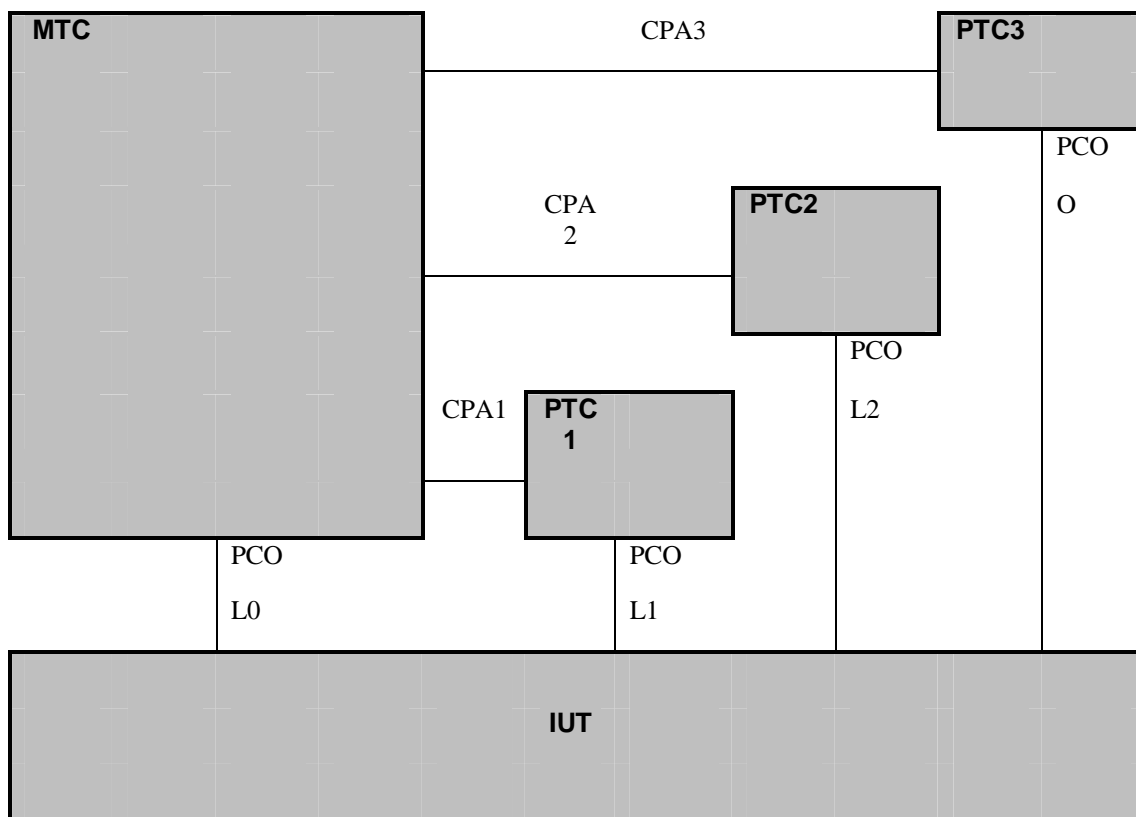 MTC
CPA3
PTC3
PCO
O
CPA
2
PTC2
PCO
L2
CPA1
PTC
1
PCO
L0
PCO
L1
IUT